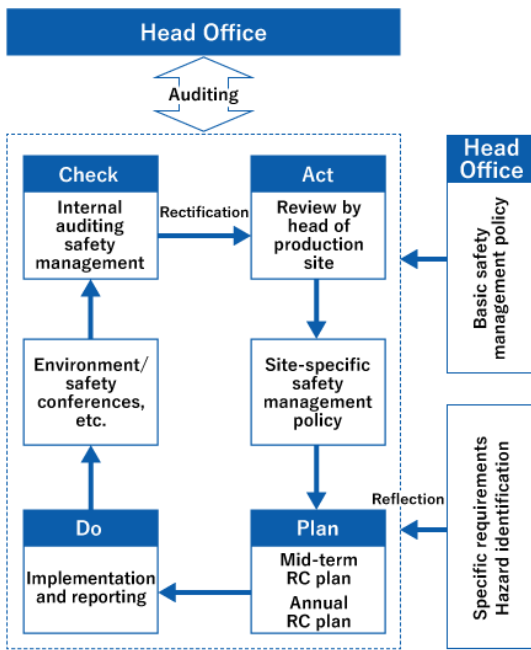 Head Office
Auditing
Check
Internal
auditing
safety
management
Rectification
Act
Review by
head of
production
site
Head
Office
Basic safety
management policy
Environment/
safety
conferences,
etc.
Site-specific
safety
management
policy
Reflection
Specific requirements
Hazard identification
Do
Implementation
and reporting
Plan
Mid-term
RC plan
Annual
RC plan